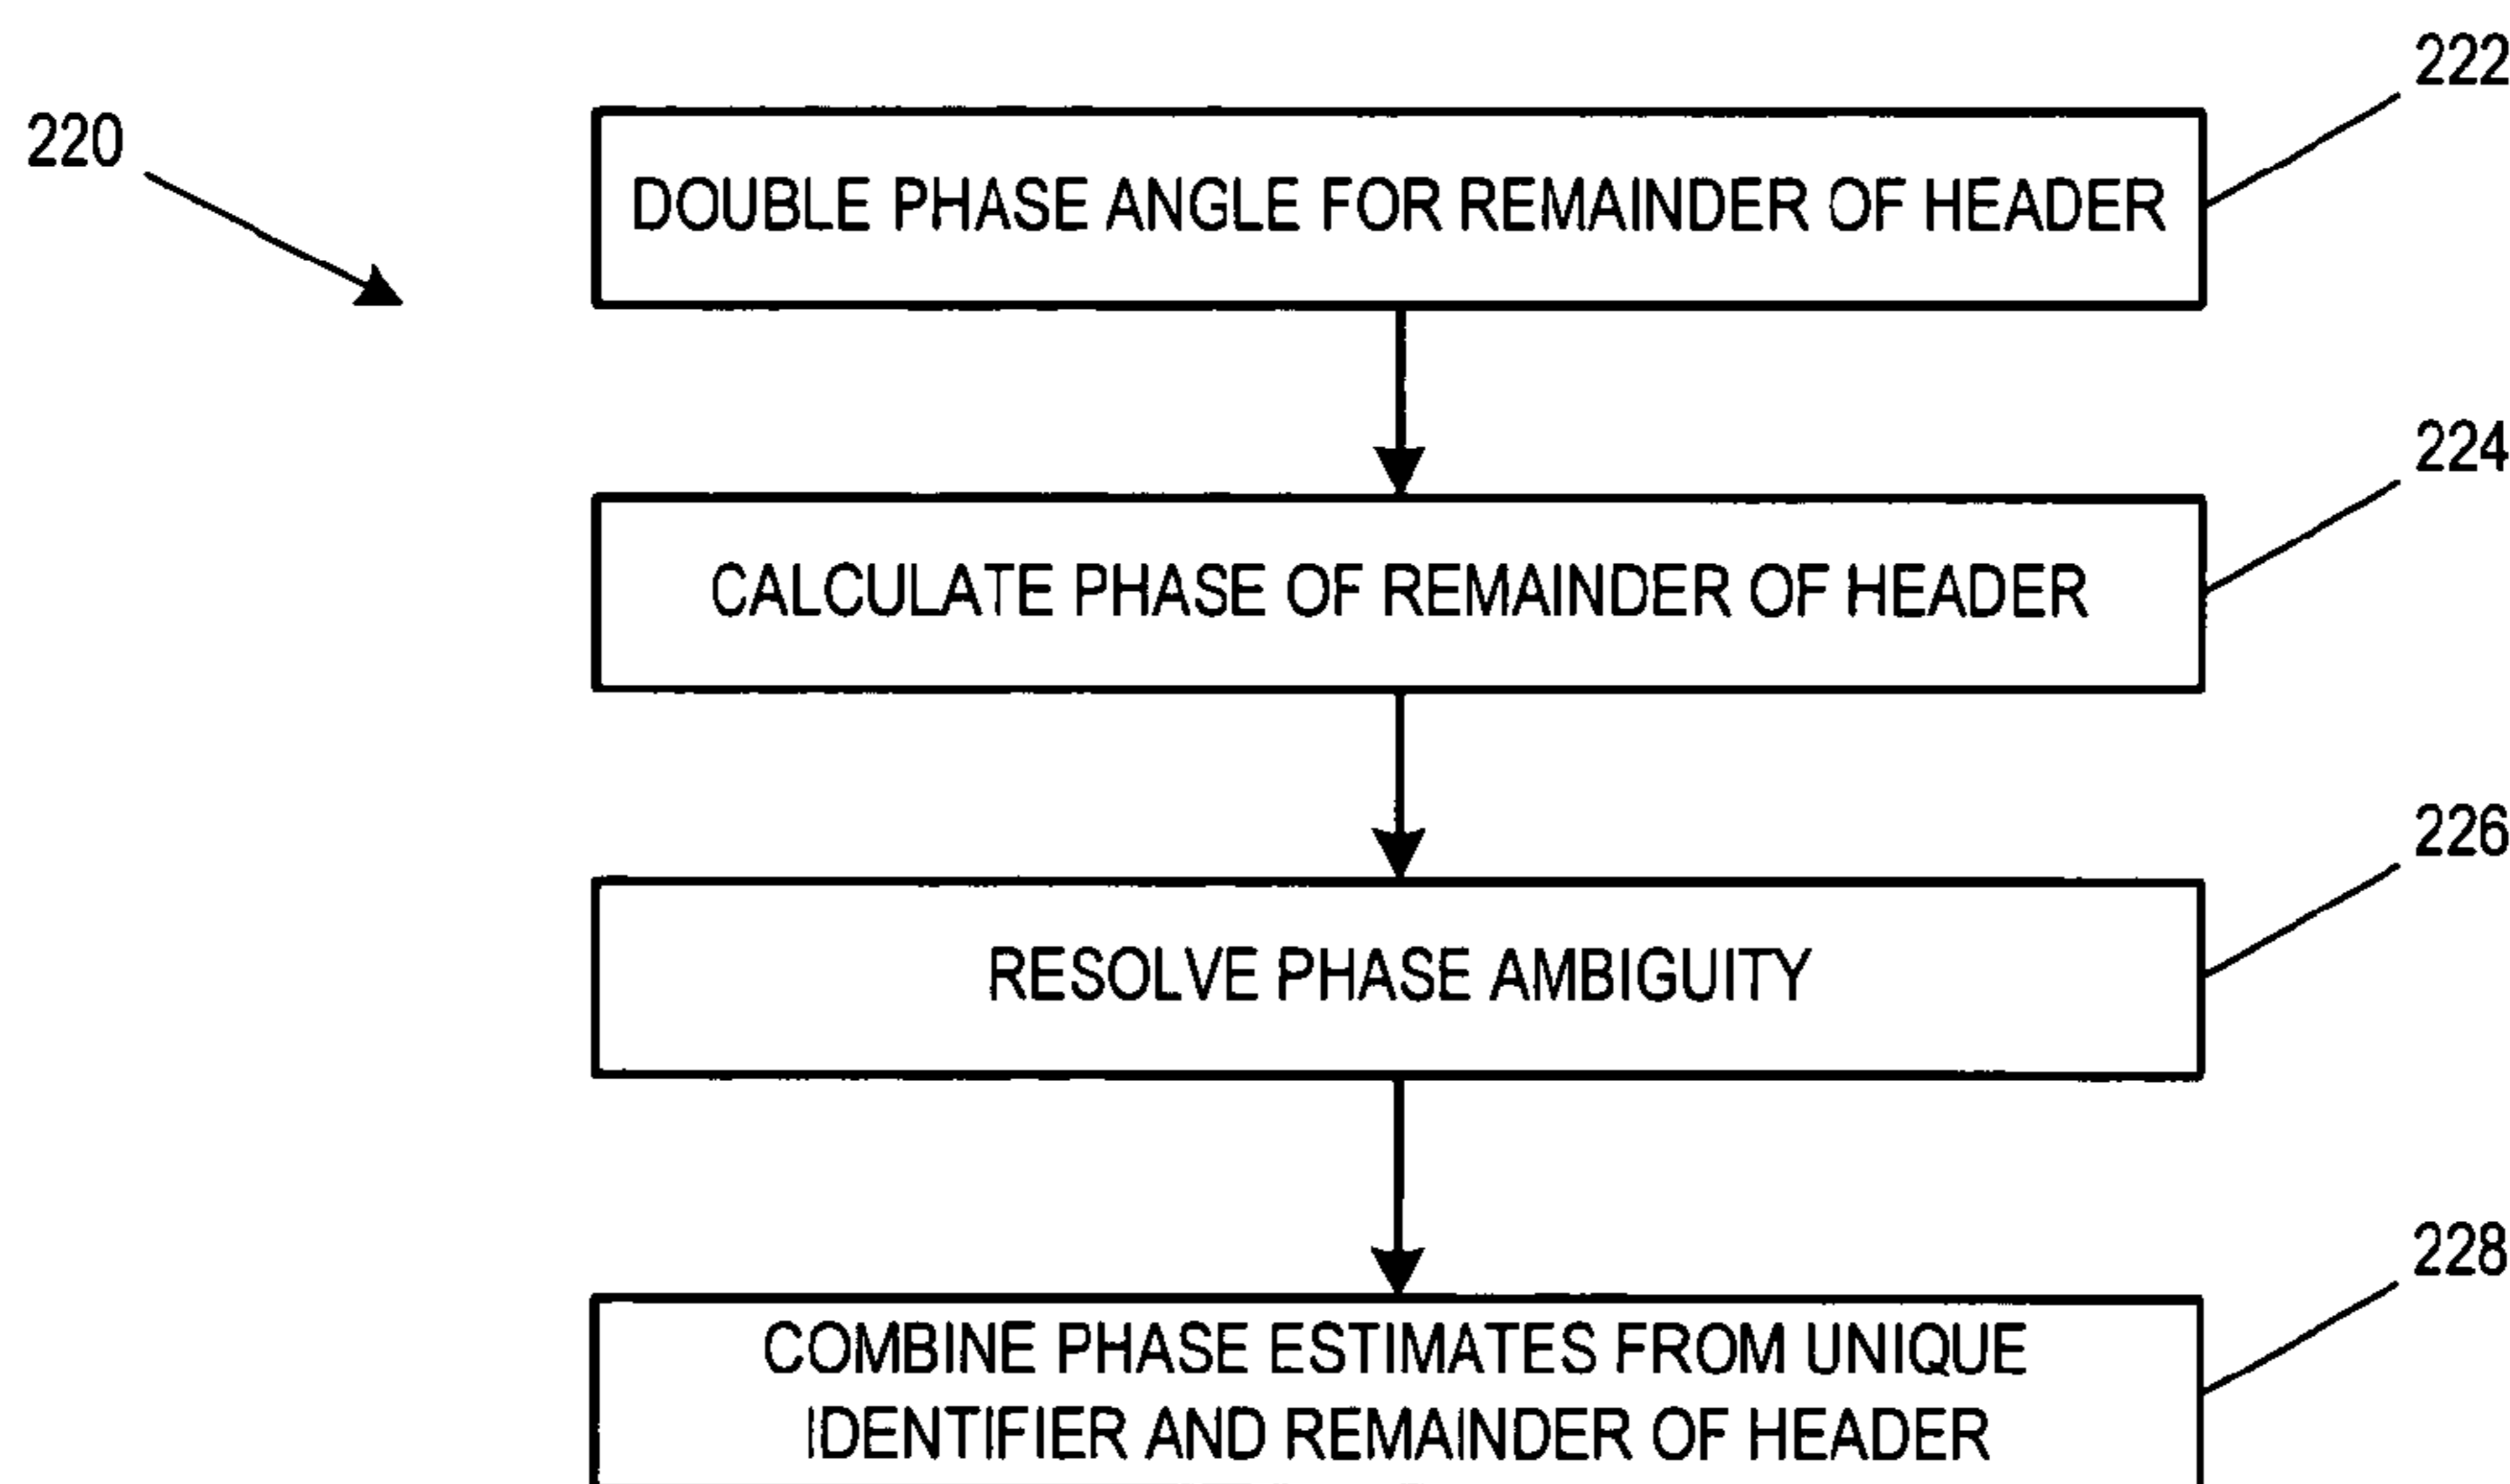 222
220
DOUBLE PHASE ANGLE FOR REMAINDER OF HEADER
224
CALCULATE PHASE OF REMAINDER OF HEADER
226
RESOLVE PHASE AMBIGUITY
228
COMBINE PHASE ESTIMATES FROM UNIQUE
IDENTIFIER AND REMAINDER OF HEADER